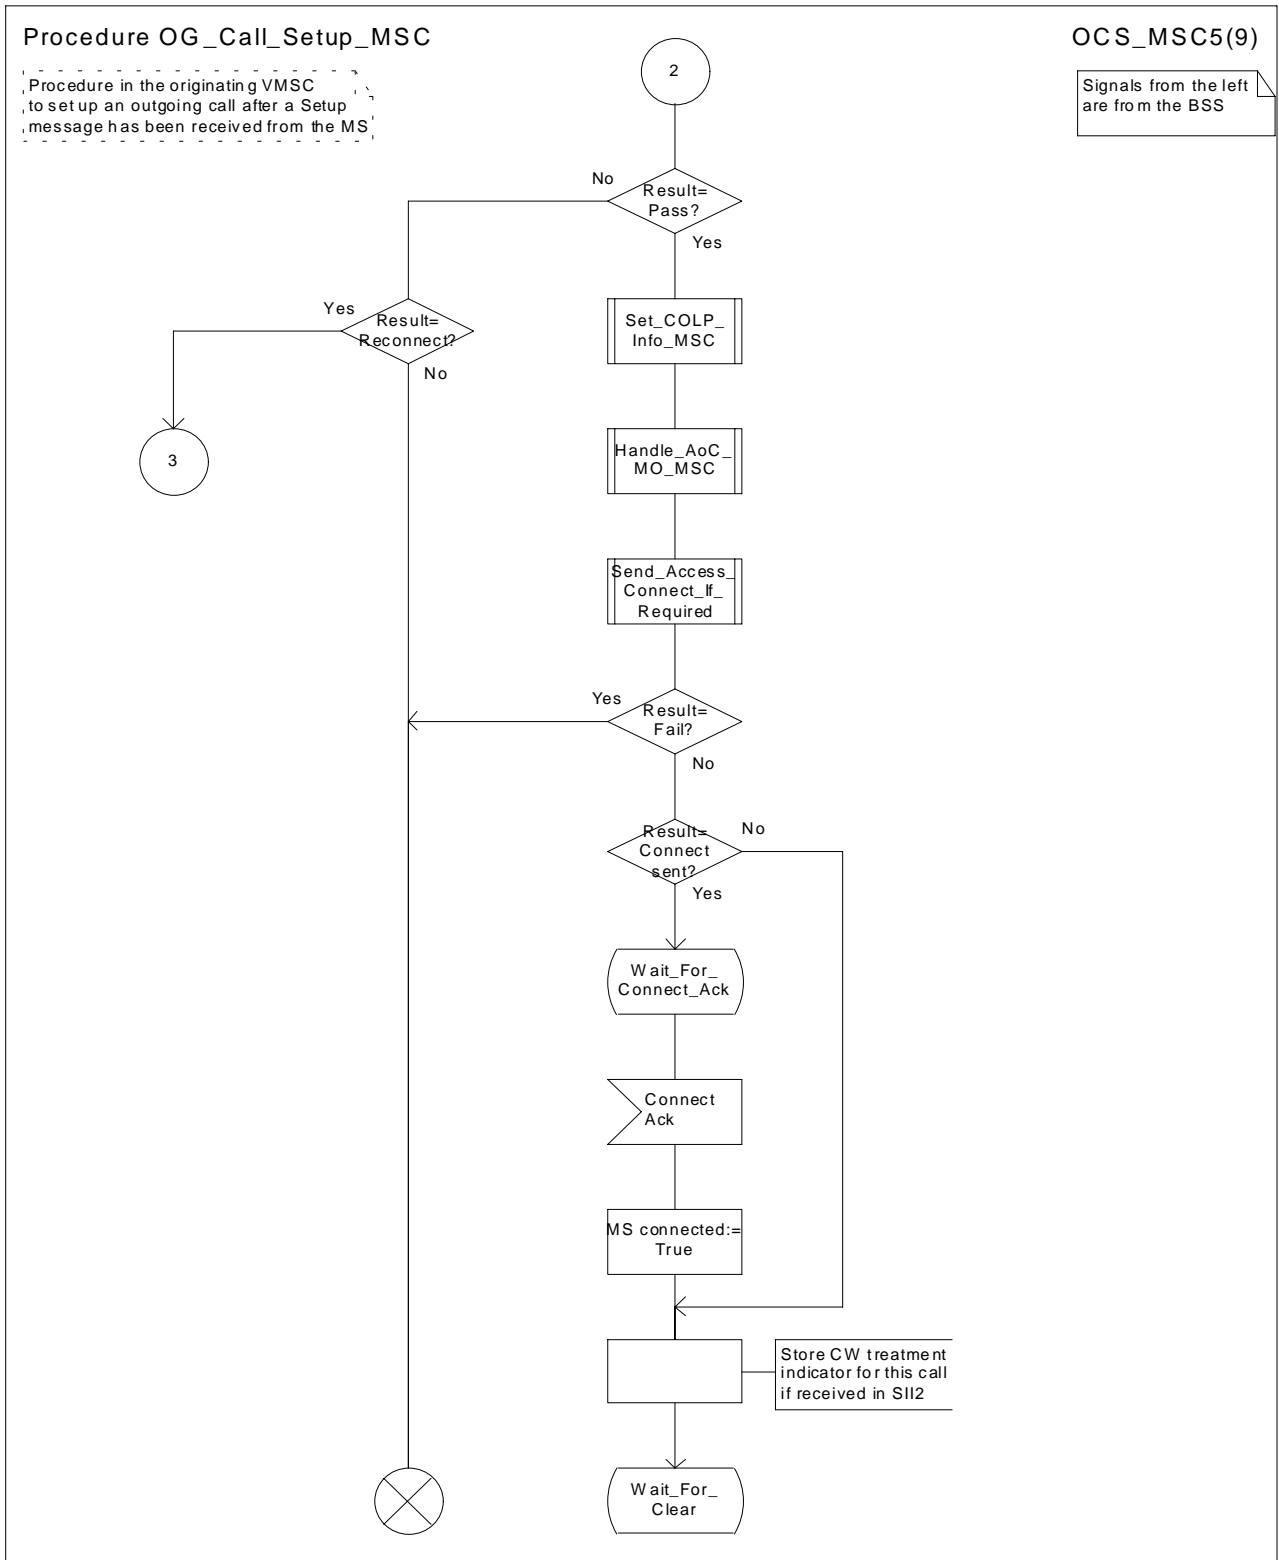 Procedure OG_Call_Setup_MSC
OCS_MSC5(9)
Procedure in the originating VMSC
to set up an outgoing call after a Setup
message has been received from the MS
Signals from the left
are from the BSS
2
No
Result=
Pass?
Yes
Yes
Result=
Reconnect?
No
Set_COLP_
Info_MSC
3
Handle_AoC_
MO_MSC
Send_Access_
Connect_If_
Required
Yes
Result=
Fail?
No
Result=
Connect
sent?
No
Yes
Wait_For_
Connect_Ack
Connect
Ack
MS connected:=
True
Store CW treatment
indicator for this call
if received in SII2
Wait_For_
Clear